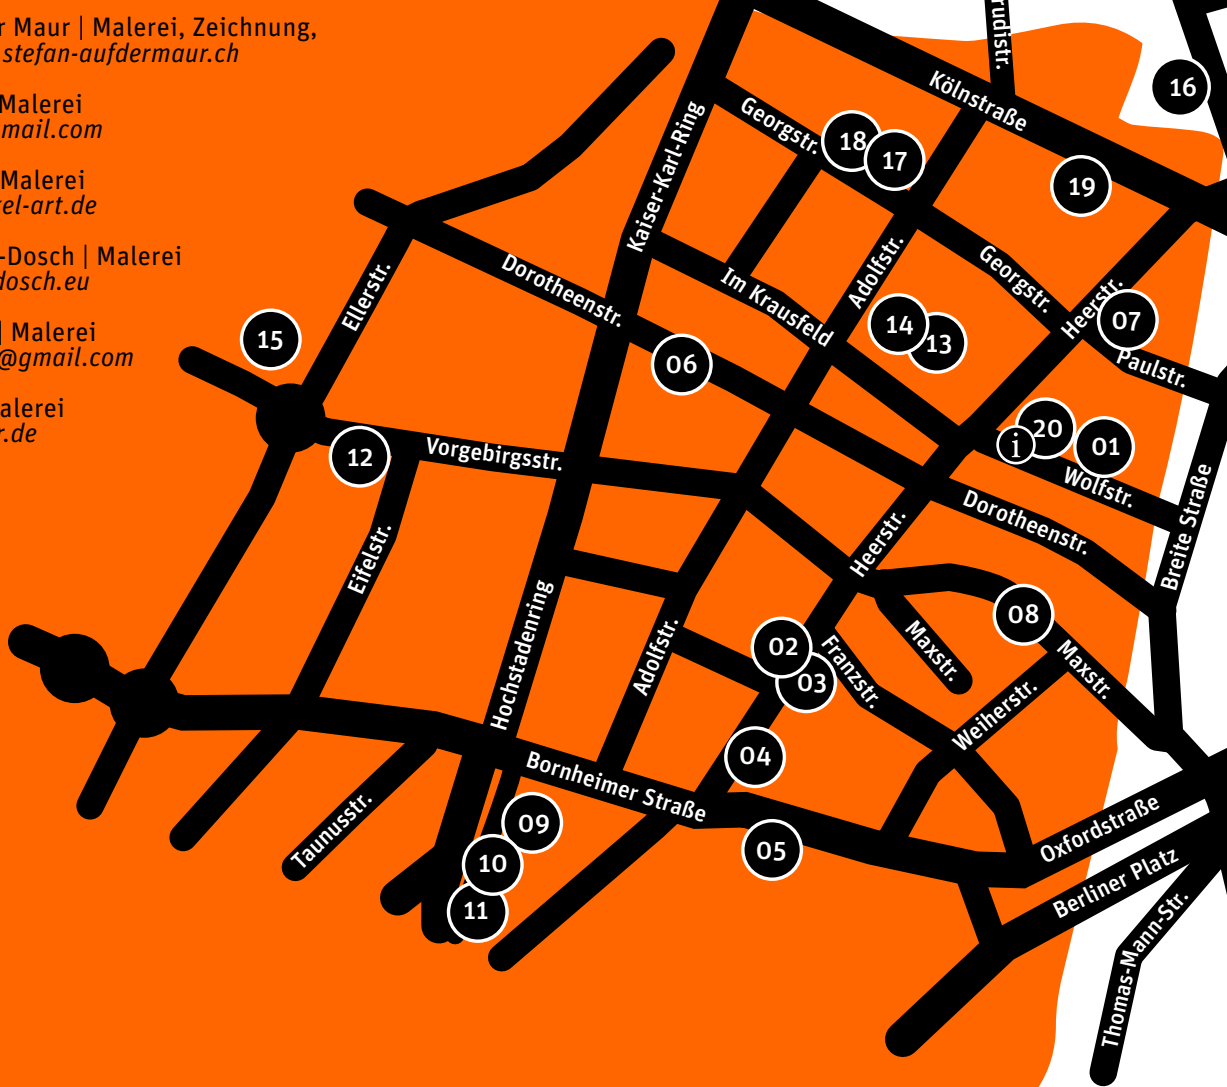 r Maur | Malerei, Zeichnung,
stefan-aufdermaur.ch
Malerei
mail.com
Malerei
el-art.de
-Dosch | Malerei
dosch.eu
| Malerei
@gmail.com
alerei
r.de
rudistr.
Kölnstraße
16
Georgstr.
18
17
19
Kaiser-Karl-Ring
Dorotheenstr.
Ellerstr.
Im Krausfeld
Adolfstr.
Georgstr.
Heerstr.
07
Paulstr.
15
14
13
06
12
Vorgebirgsstr.
i
20
01
Wolfstr.
Dorotheenstr.
Breite Straße
Heerstr.
Eifelstr.
08
Maxstr.
Maxstr.
02
03
Franzstr.
Hochstadenring
Adolfstr.
Weiherstr.
04
Bornheimer Straße
05
Taunusstr.
09
10
11
Oxfordstraße
Berliner Platz
Thomas-Mann-Str.